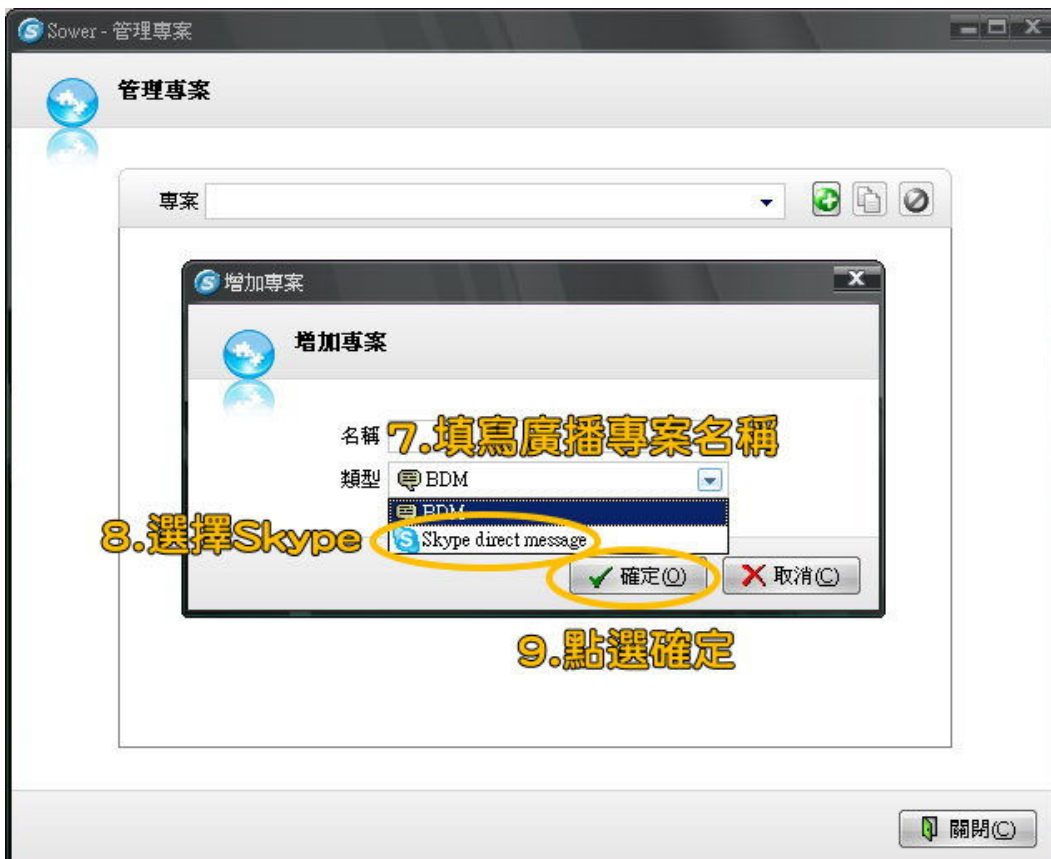 Sower - 管理專案
管理專案
專案
增加專案
增加專案
名稱 7.填寫廣播專案名稱
類型 BDM
BDM
8.選擇Skype Skype direct message
確定(O) 取消(C)
9.點選確定
關閉(C)